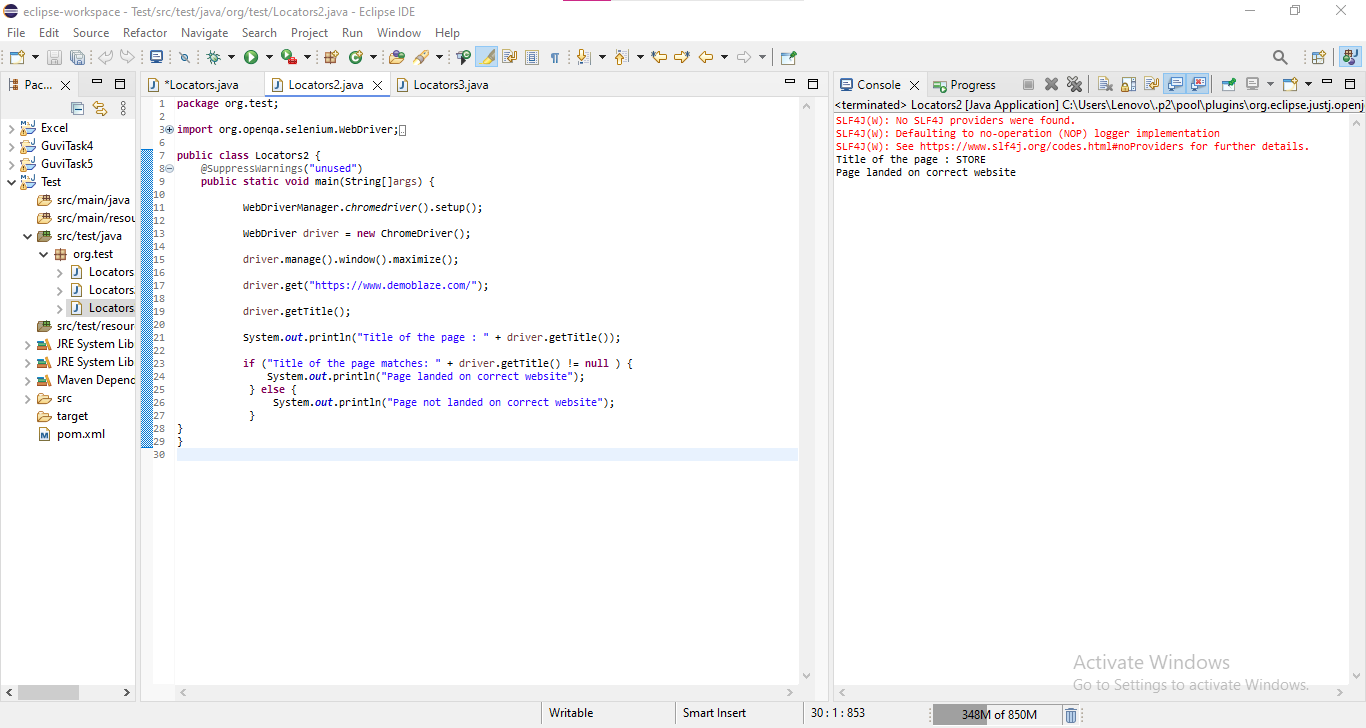 eclipse-workspace - Test/src/test/java/org/test/Locators2.java - Eclipse IDE
File Edit Source Refactor Navigate Search Project Run Window Help
Pac...
*Locators.java Locators2.java Locators3.java
Console Progress
Excel
GuviTask4
GuviTask5
Test
src/main/java
src/main/resou
src/test/java
org.test
Locators
Locators
Locators
src/test/resour
JRE System Lib
JRE System Lib
Maven Depend
src
target
pom.xml
1 package org.test;
2
3 import org.openqa.selenium.WebDriver;
6
7 public class Locators2 {
8 @SuppressWarnings("unused")
9 public static void main(String[]args) {
10
11 WebDriverManager.chromedriver().setup();
12
13 WebDriver driver = new ChromeDriver();
14
15 driver.manage().window().maximize();
16
17 driver.get("https://www.demoblaze.com/");
18
19 driver.getTitle();
20
21 System.out.println("Title of the page : " + driver.getTitle());
22
23 if ("Title of the page matches: " + driver.getTitle() != null ) {
24 System.out.println("Page landed on correct website");
25 } else {
26 System.out.println("Page not landed on correct website");
27 }
28 }
29 }
30
<terminated> Locators2 [Java Application] C:\Users\Lenovo\.p2\pool\plugins\org.eclipse.justj.openj
SLF4J(W): No SLF4J providers were found.
SLF4J(W): Defaulting to no-operation (NOP) logger implementation
SLF4J(W): See https://www.slf4j.org/codes.html#noProviders for further details.
Title of the page : STORE
Page landed on correct website
Activate Windows
Go to Settings to activate Windows.
Writable Smart Insert 30 : 1 : 853 348M of 850M